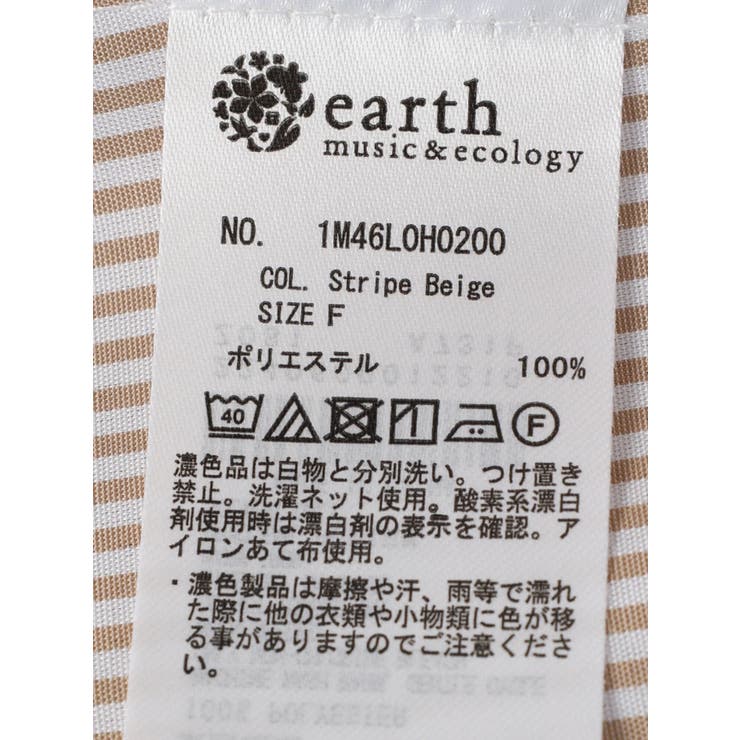 earth
music & ecology
NO. 1M46L0H0200
COL. Stripe Beige
SIZE F
ポリエステル 100%
40 F
濃色品は白物と分別洗い。つけ置き
禁止。洗濯ネット使用。酸素系漂白
剤使用時は漂白剤の表示を確認。ア
イロンあて布使用。
・濃色製品は摩擦や汗、雨等で濡れ
た際に他の衣類や小物類に色が移
る事がありますのでご注意くださ
い。